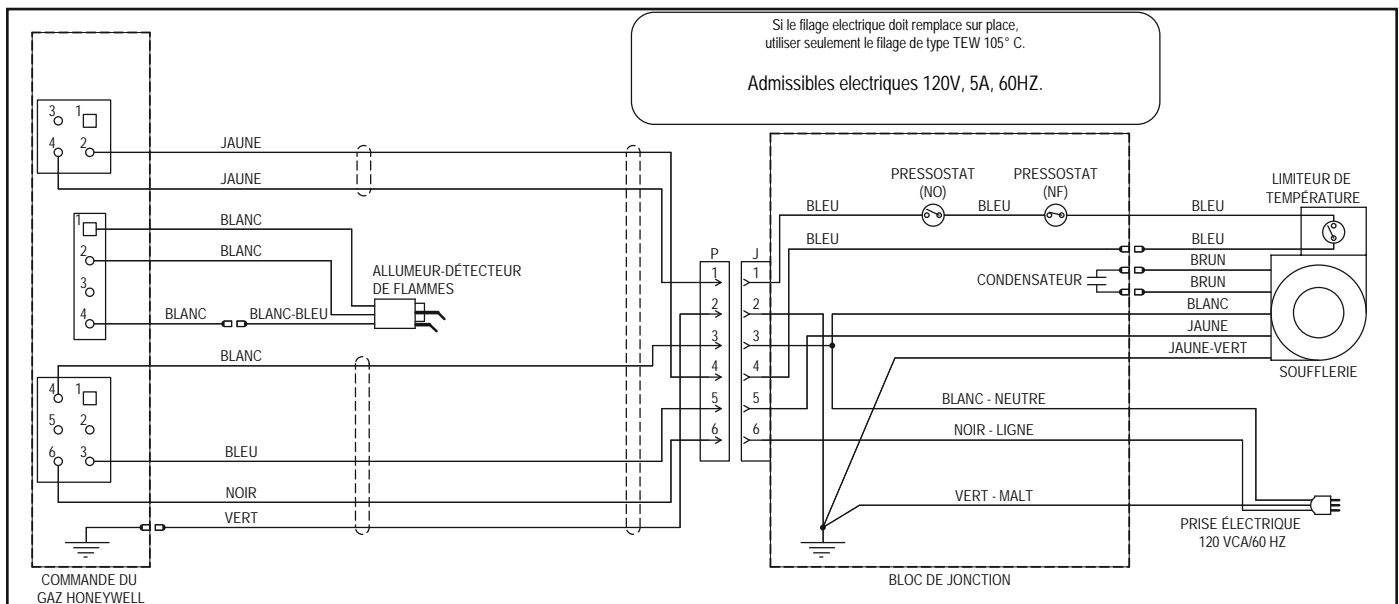 Si le filage electrique doit remplace sur place,
utiliser seulement le filage de type TEW 105° C.
Admissibles electriques 120V, 5A, 60HZ.
3 1
4 2
JAUNE
JAUNE
1
2
3
4
BLANC
BLANC
BLANC
BLANC-BLEU
ALLUMEUR-DÉTECTEUR
DE FLAMMES
BLANC
4 1
5 2
6 3
BLEU
NOIR
VERT
COMMANDE DU
GAZ HONEYWELL
P
1
2
3
4
5
6
J
1
2
3
4
5
6
PRESSOSTAT
(NO)
PRESSOSTAT
(NF)
BLEU
BLEU
BLEU
BLEU
BLEU
CONDENSATEUR
BRUN
BRUN
BLANC
JAUNE
JAUNE-VERT
LIMITEUR DE
TEMPÉRATURE
SOUFFLERIE
BLANC - NEUTRE
NOIR - LIGNE
VERT - MALT
PRISE ÉLECTRIQUE
120 VCA/60 HZ
BLOC DE JONCTION